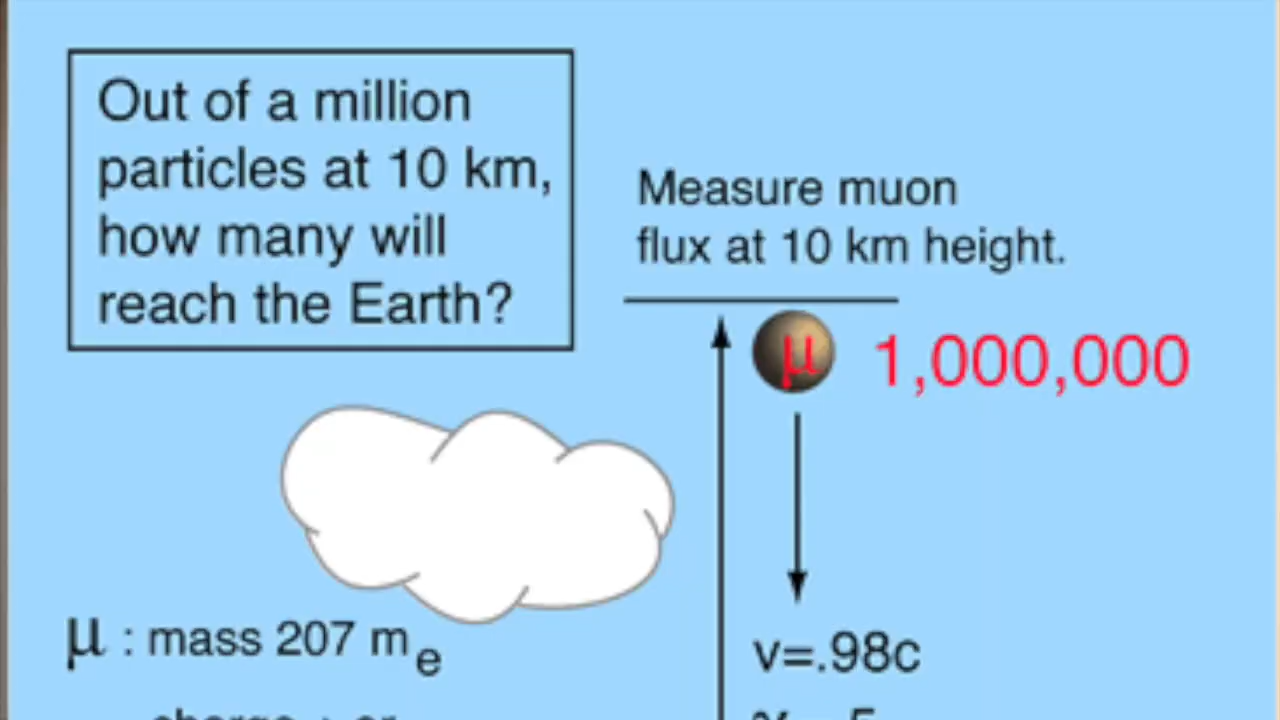 Out of a million
particles at 10 km,
how many will
reach the Earth?
Measure muon
flux at 10 km height.
μ 1,000,000
μ : mass 207 me
v=.98c